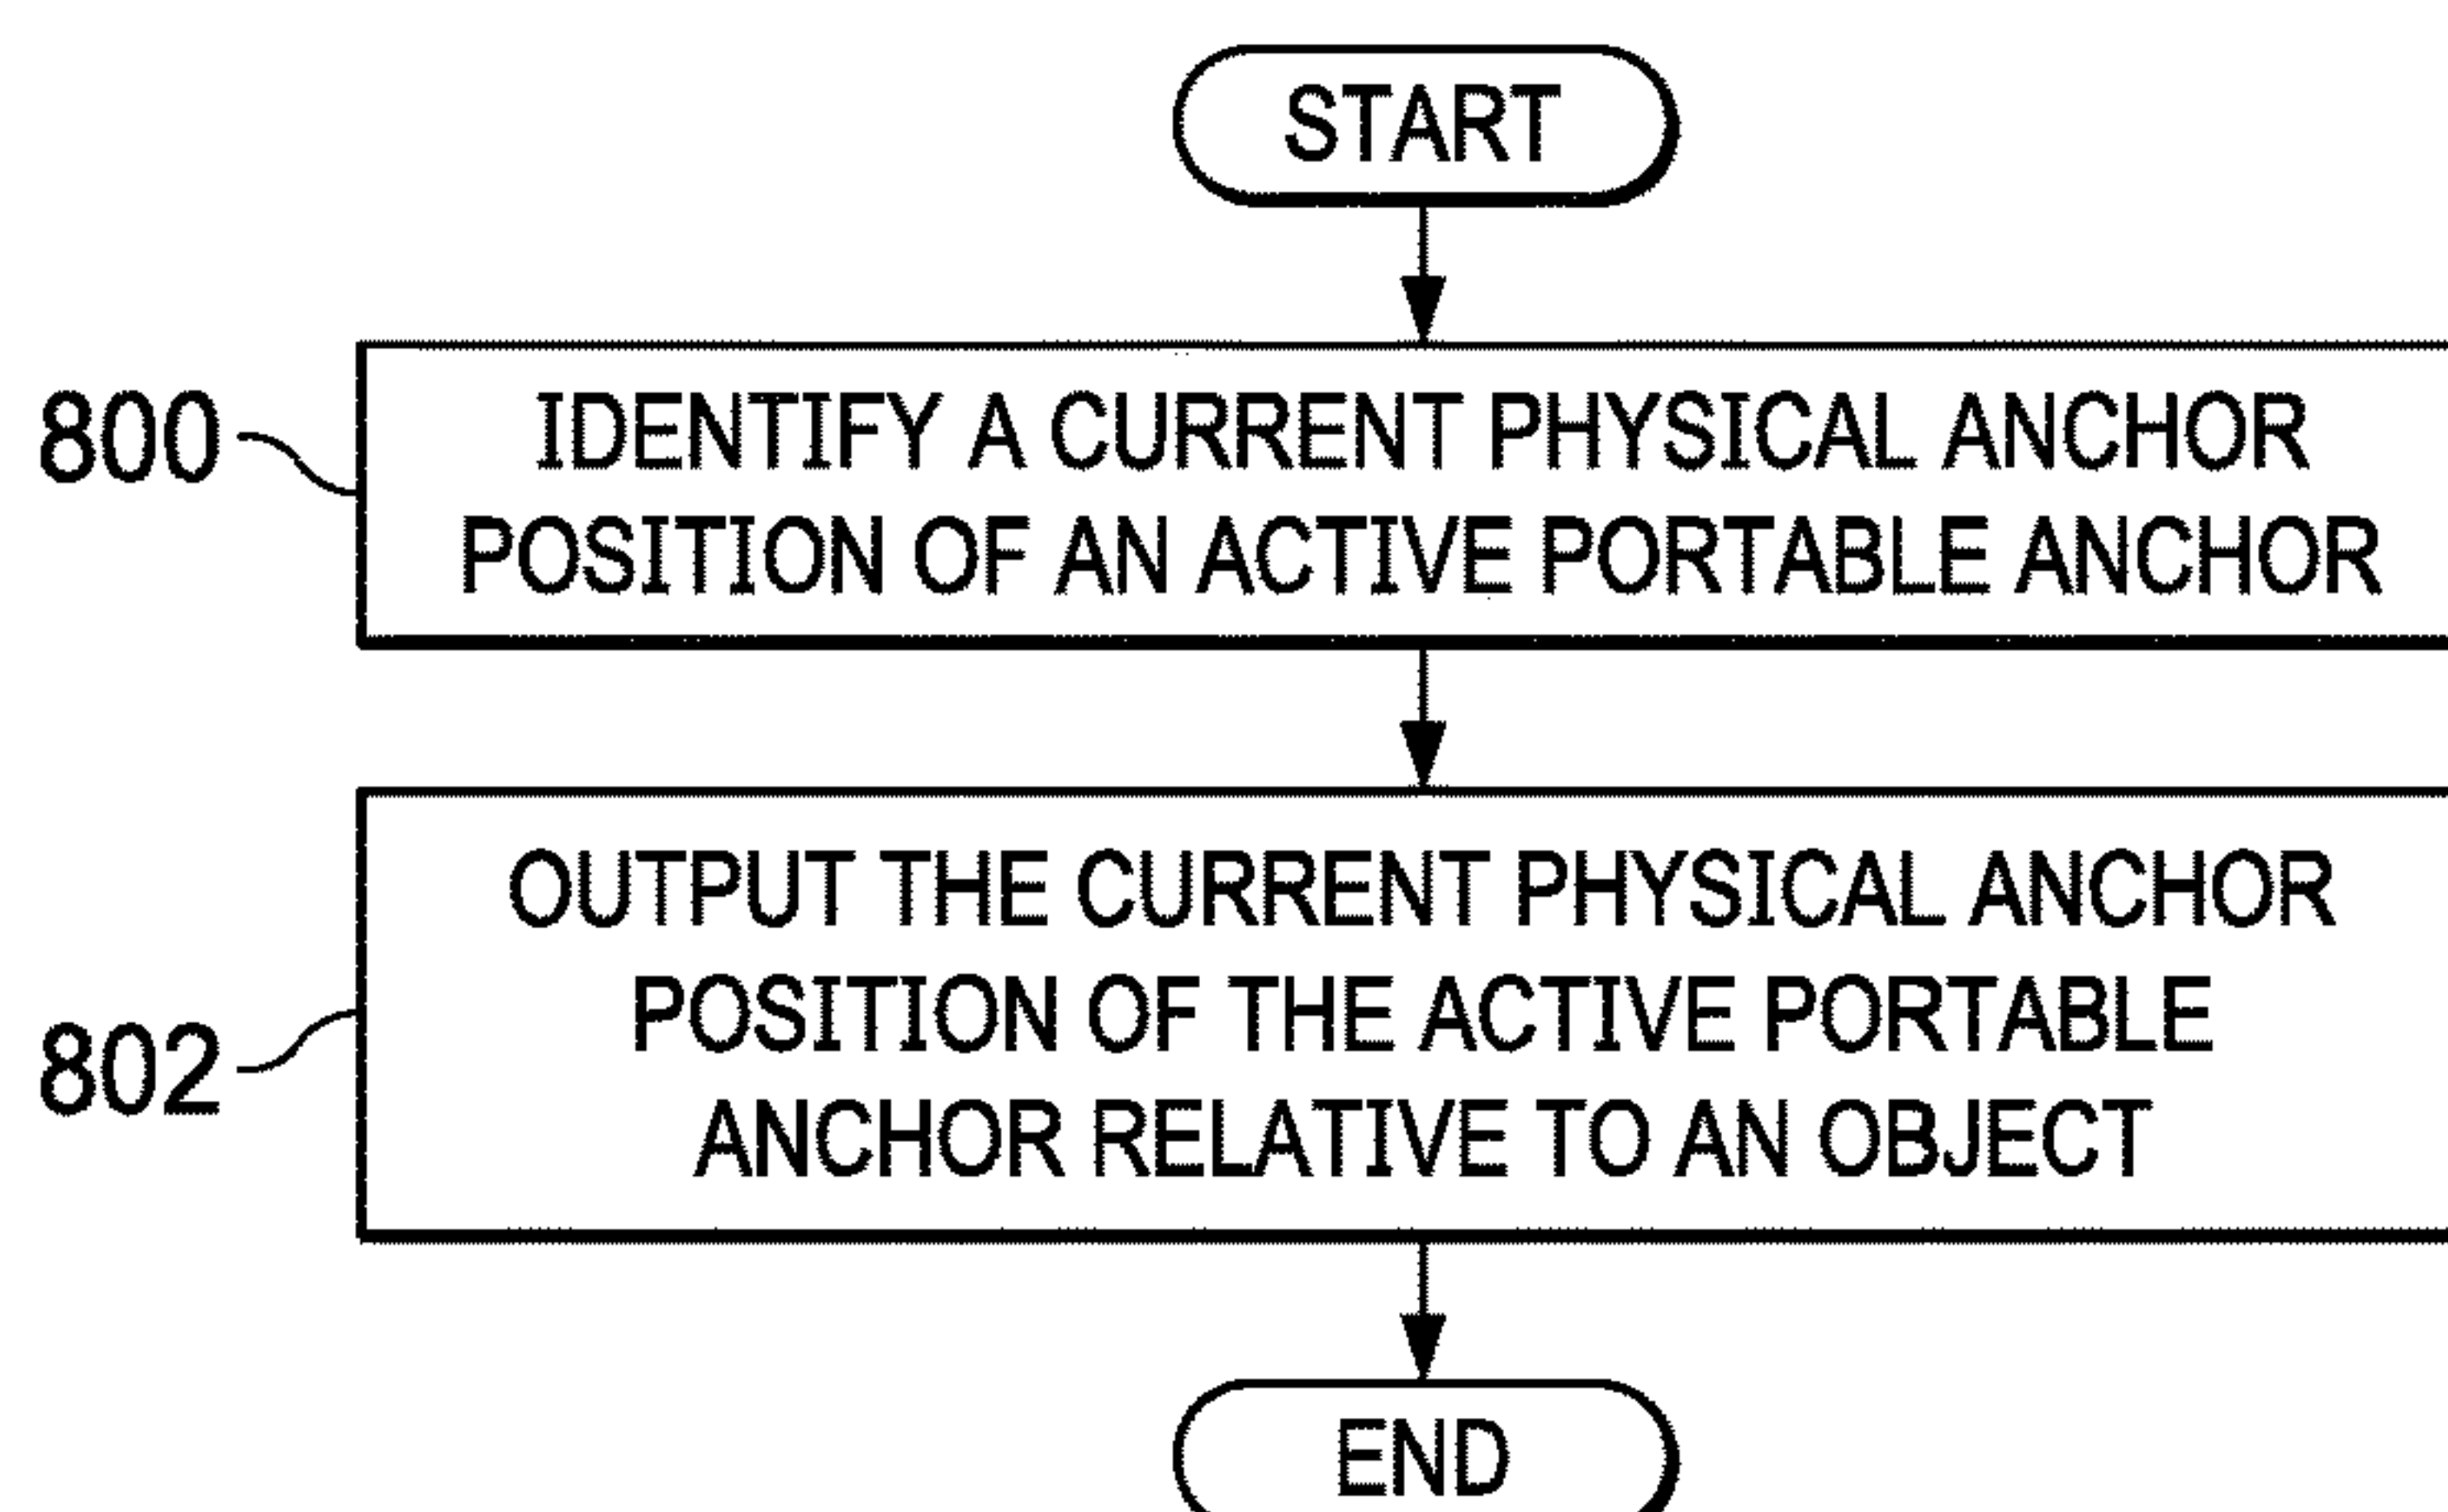 START
800
IDENTIFY A CURRENT PHYSICAL ANCHOR
POSITION OF AN ACTIVE PORTABLE ANCHOR
802
OUTPUT THE CURRENT PHYSICAL ANCHOR
POSITION OF THE ACTIVE PORTABLE
ANCHOR RELATIVE TO AN OBJECT
END